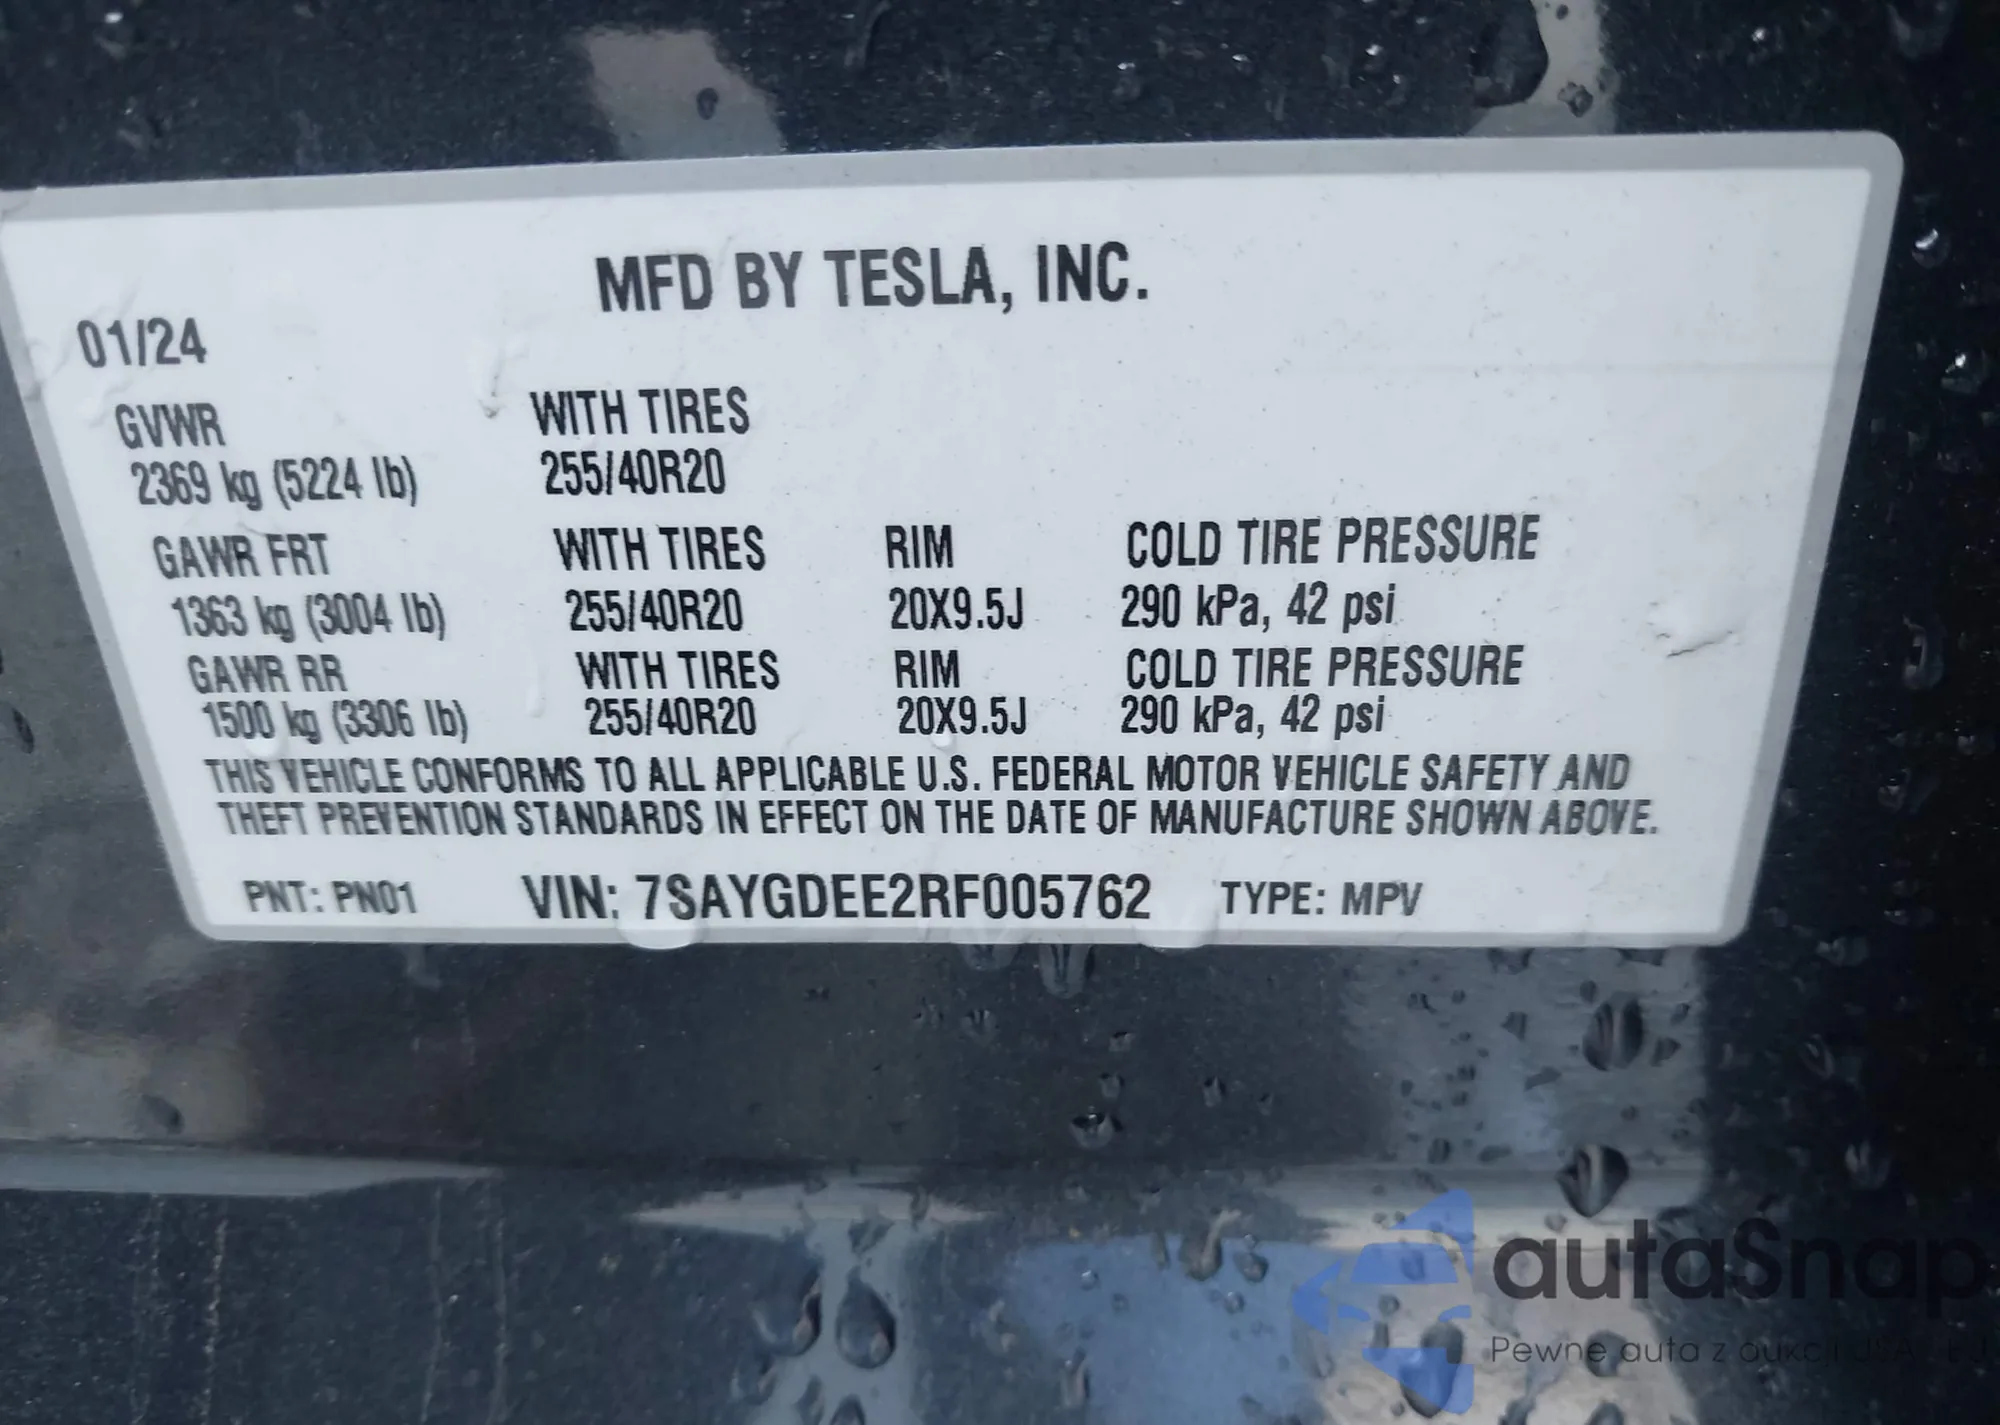 MFD BY TESLA, INC.
01/24
GVWR WITH TIRES
2369 kg (5224 lb) 255/40R20
GAWR FRT WITH TIRES RIM COLD TIRE PRESSURE
1363 kg (3004 lb) 255/40R20 20X9.5J 290 kPa, 42 psi
GAWR RR WITH TIRES RIM COLD TIRE PRESSURE
1500 kg (3306 lb) 255/40R20 20X9.5J 290 kPa, 42 psi
THIS VEHICLE CONFORMS TO ALL APPLICABLE U.S. FEDERAL MOTOR VEHICLE SAFETY AND
THEFT PREVENTION STANDARDS IN EFFECT ON THE DATE OF MANUFACTURE SHOWN ABOVE.
PNT: PN01 VIN: 7SAYGDEE2RF005762 TYPE: MPV
autaSnap
Pewne auta z aukcji